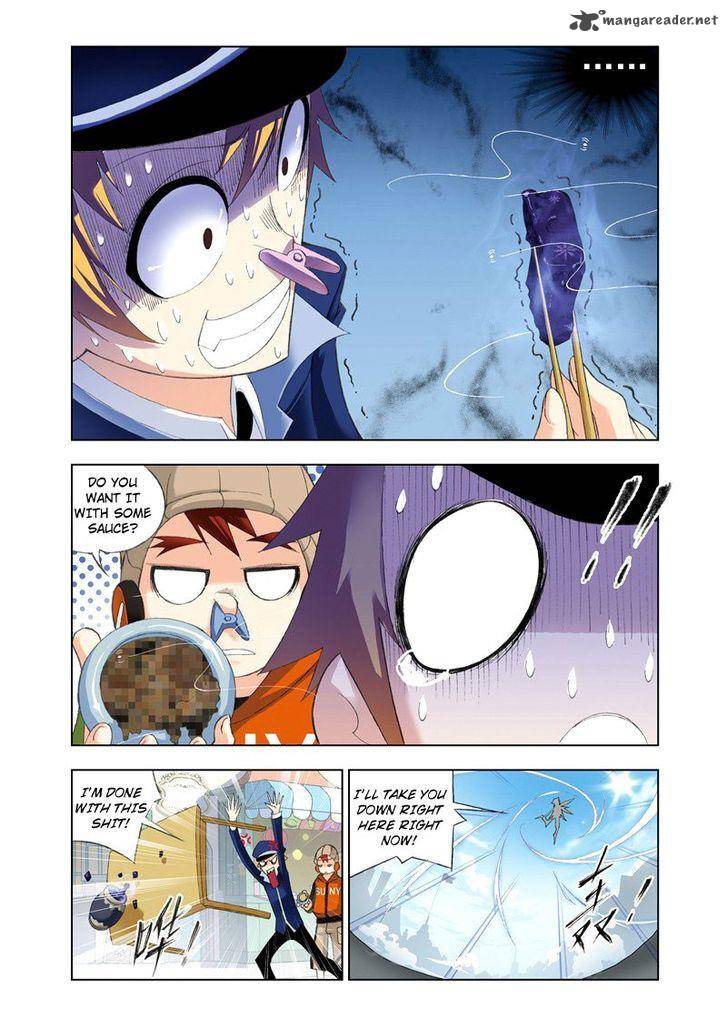 mangareader.net
......
DO YOU
WANT IT
WITH SOME
SAUCE?
I'M DONE
WITH THIS
SHIT!
I'LL TAKE YOU
DOWN RIGHT
HERE RIGHT
NOW!